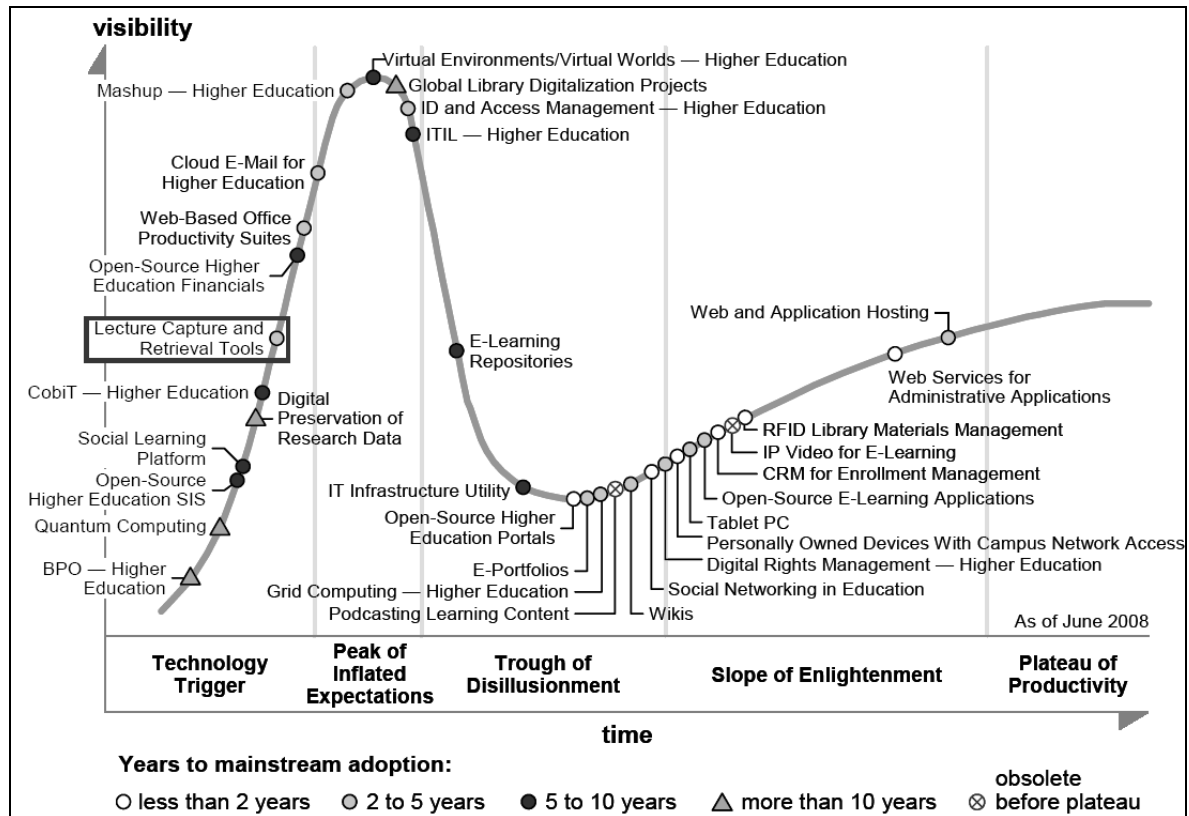 visibility
Virtual Environments/Virtual Worlds — Higher Education
Mashup — Higher Education
Global Library Digitalization Projects
ID and Access Management — Higher Education
ITIL — Higher Education
Cloud E-Mail for
Higher Education
Web-Based Office
Productivity Suites
Open-Source Higher
Education Financials
Lecture Capture and
Retrieval Tools
CobiT — Higher Education
Digital
Preservation of
Research Data
Social Learning
Platform
Open-Source
Higher Education SIS
Quantum Computing
BPO — Higher
Education
E-Learning
Repositories
IT Infrastructure Utility
Open-Source Higher
Education Portals
E-Portfolios
Grid Computing — Higher Education
Podcasting Learning Content
Wikis
Social Networking in Education
Digital Rights Management — Higher Education
Personally Owned Devices With Campus Network Access
Tablet PC
Open-Source E-Learning Applications
CRM for Enrollment Management
IP Video for E-Learning
RFID Library Materials Management
Web Services for
Administrative Applications
Web and Application Hosting
As of June 2008
Technology
Trigger
Peak of
Inflated
Expectations
Trough of
Disillusionment
Slope of Enlightenment
Plateau of
Productivity
time
Years to mainstream adoption:
less than 2 years
2 to 5 years
5 to 10 years
more than 10 years
obsolete
before plateau